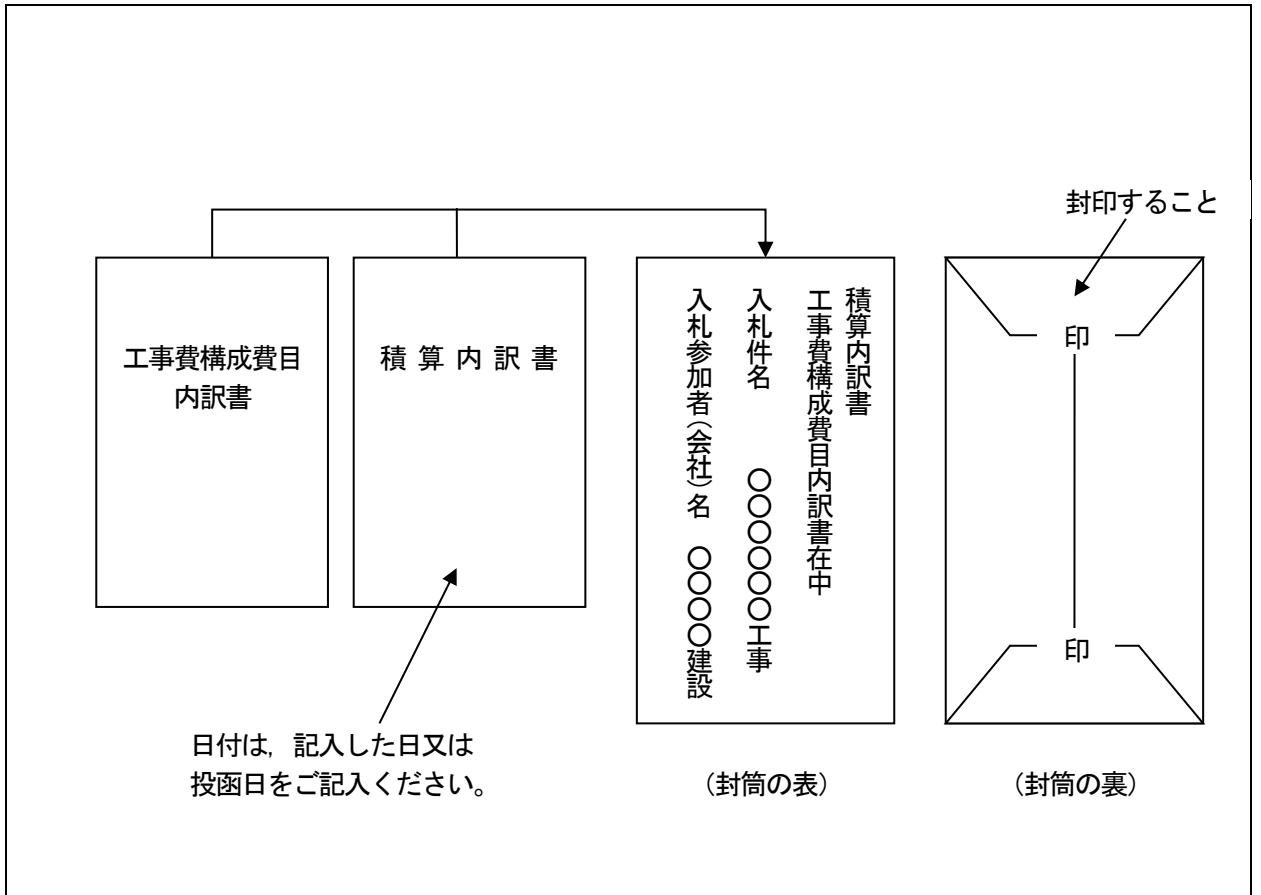 封印すること
工事費構成費目
内訳書
積算内訳書
積算内訳書
工事費構成費目内訳書在中
入札件名 〇〇〇〇〇〇工事
入札参加者(会社)名 〇〇〇〇建設
印
印
日付は，記入した日又は
投函日をご記入ください。
（封筒の表）
（封筒の裏）